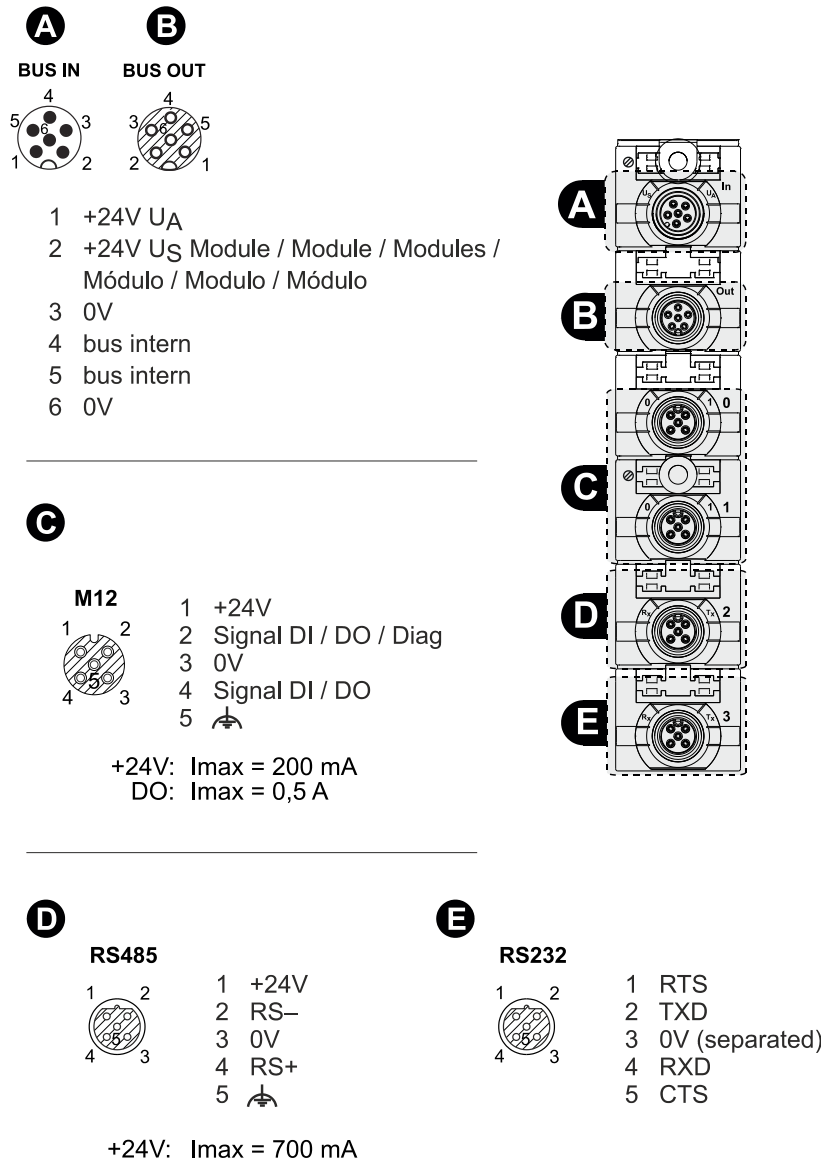 A B
BUS IN BUS OUT
4 4
5 6 3 3 6 5
1 2 2 1
1 +24V UA
2 +24V US Module / Module / Modules /
Módulo / Modulo / Módulo
3 0V
4 bus intern
5 bus intern
6 0V
C
M12
1 2
5
4 3
1 +24V
2 Signal DI / DO / Diag
3 0V
4 Signal DI / DO
5
+24V: Imax = 200 mA
DO: Imax = 0,5 A
A
US UA In
B
Out
0 1 0
C
0 1 1
D
Rx Tx 2
E
Rx Tx 3
D
RS485
1 2
5
4 3
1 +24V
2 RS–
3 0V
4 RS+
5
+24V: Imax = 700 mA
E
RS232
1 2
5
4 3
1 RTS
2 TXD
3 0V (separated)
4 RXD
5 CTS